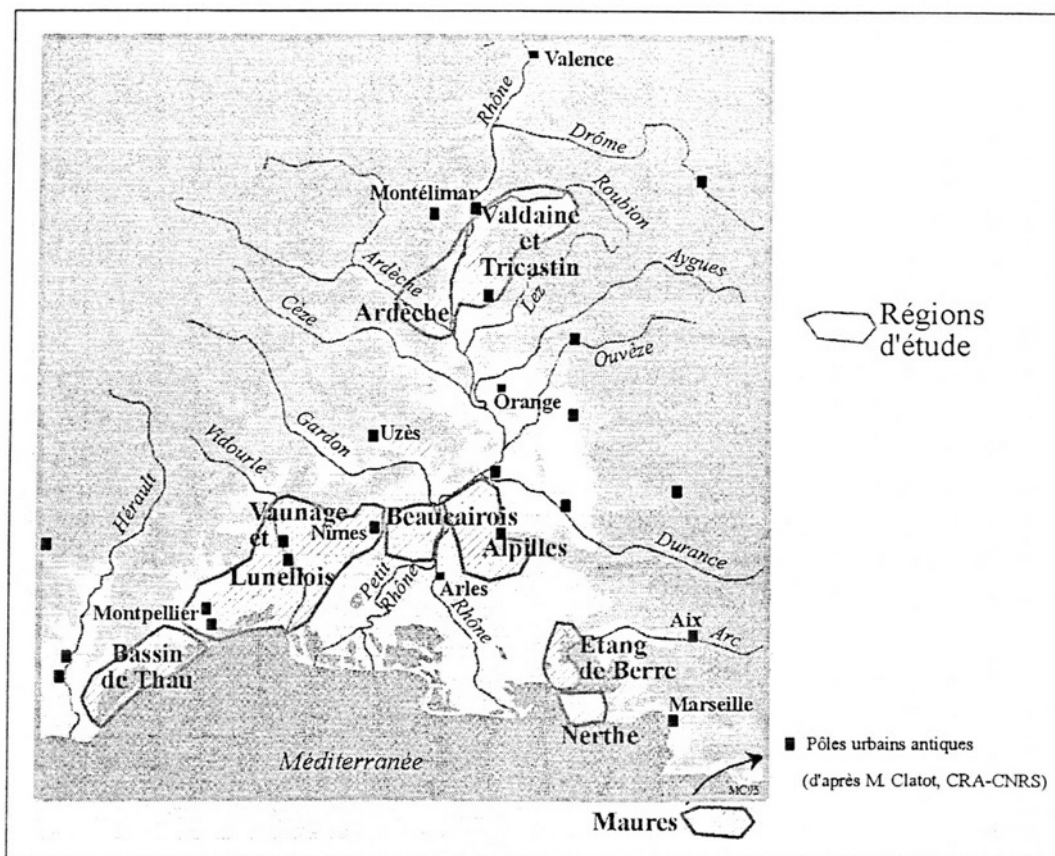 Valence
Rhône
Drôme
Montélimar
Roubion
Valdaine
et
Tricastin
Aygues
Ardèche
Lez
Ardèche
Cèze
Régions
d'étude
Ouvèze
Orange
Uzès
Gardon
Vidourle
Hérault
Vaunage
et
Lunellois
Nîmes
Beaucairois
Alpilles
Durance
Petit
Rhône
Arles
Rhône
Montpellier
Aix
Arc
Etang
de Berre
Bassin
de Thau
Marseille
Nerthe
Pôles urbains antiques
(d'après M. Clatot, CRA-CNRS)
Méditerranée
MC93
Maures